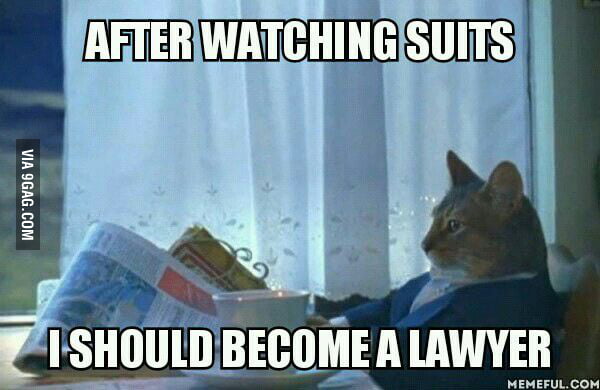 AFTER WATCHING SUITS
VIA 9GAG.COM
I SHOULD BECOME A LAWYER
MEMEFUL.COM